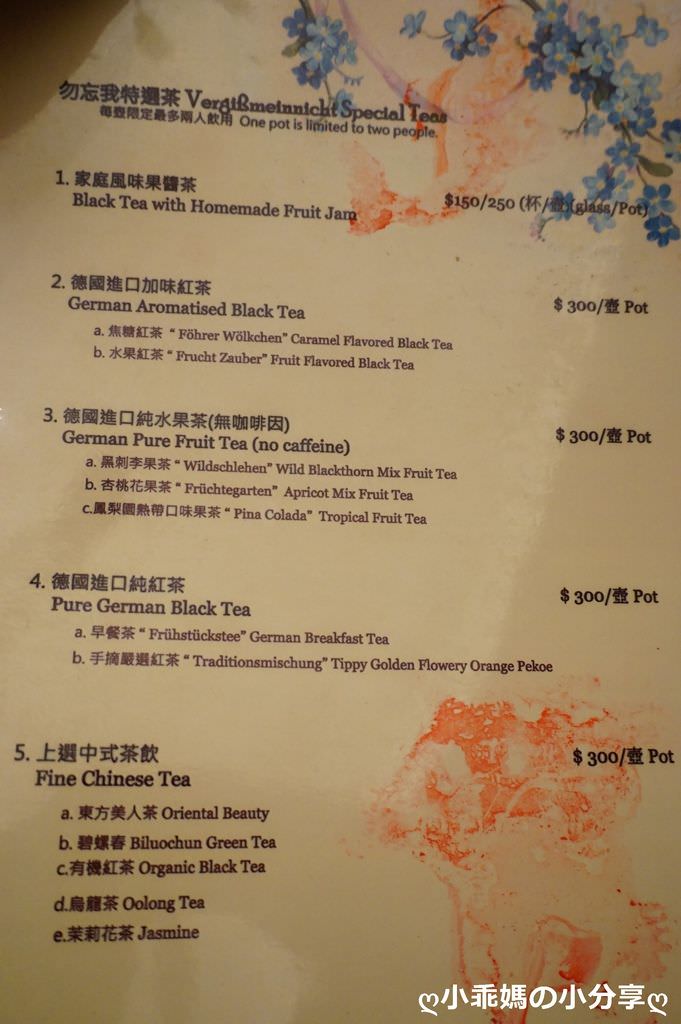 勿忘我特選茶 Vergißmeinnicht Special Teas
每壺限定最多兩人飲用 One pot is limited to two people.
1. 家庭風味果醬茶
Black Tea with Homemade Fruit Jam $150/250 (杯/壺)(glass/Pot)
2. 德國進口加味紅茶
German Aromatised Black Tea $ 300/壺 Pot
a. 焦糖紅茶 “ Föhrer Wölkchen” Caramel Flavored Black Tea
b. 水果紅茶 “ Frucht Zauber” Fruit Flavored Black Tea
3. 德國進口純水果茶(無咖啡因)
German Pure Fruit Tea (no caffeine) $ 300/壺 Pot
a. 黑刺李果茶 “ Wildschlehen” Wild Blackthorn Mix Fruit Tea
b. 杏桃花果茶 “ Früchtegarten” Apricot Mix Fruit Tea
c.鳳梨園熱帶口味果茶 “ Pina Colada” Tropical Fruit Tea
4. 德國進口純紅茶
Pure German Black Tea $ 300/壺 Pot
a. 早餐茶 “ Frühstückstee” German Breakfast Tea
b. 手摘嚴選紅茶 “ Traditionsmischung” Tippy Golden Flowery Orange Pekoe
5. 上選中式茶飲 $ 300/壺 Pot
Fine Chinese Tea
a. 東方美人茶 Oriental Beauty
b. 碧螺春 Biluochun Green Tea
c.有機紅茶 Organic Black Tea
d.烏龍茶 Oolong Tea
e.茉莉花茶 Jasmine
ღ小乖媽の小分享ღ